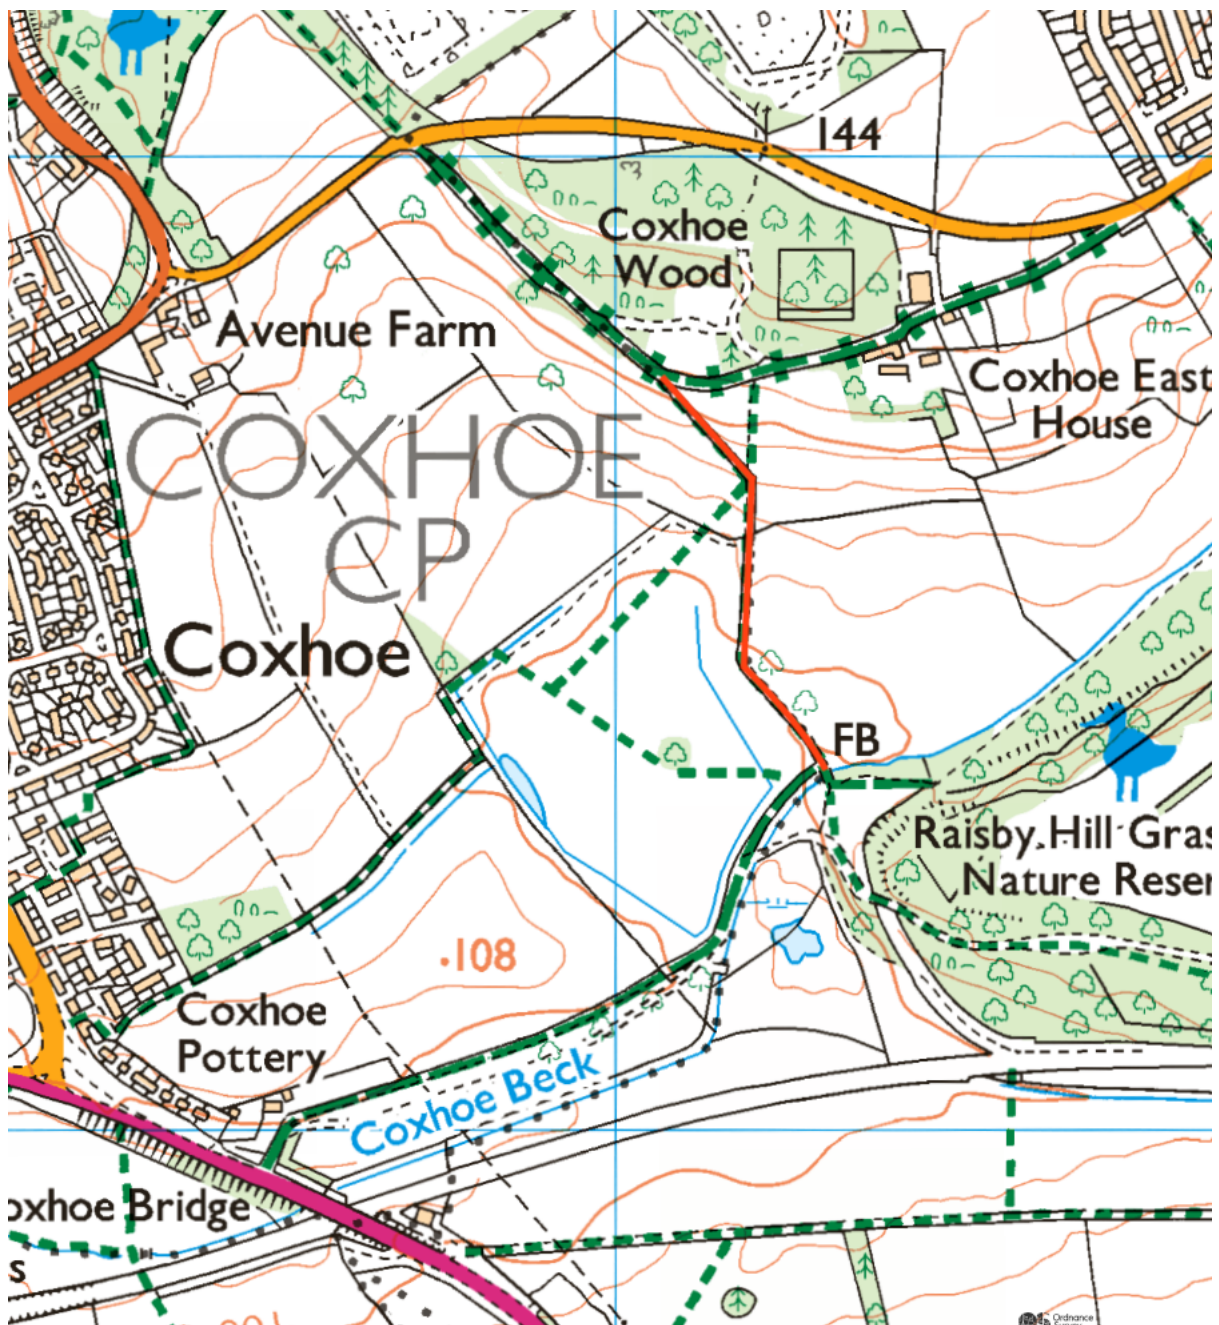 144
Coxhoe
Wood
Avenue Farm
Coxhoe East
House
COXHOE
CP
Coxhoe
FB
Raisby Hill Gras
Nature Reser
.108
Coxhoe
Pottery
Coxhoe Beck
oxhoe Bridge
s
Ordnance